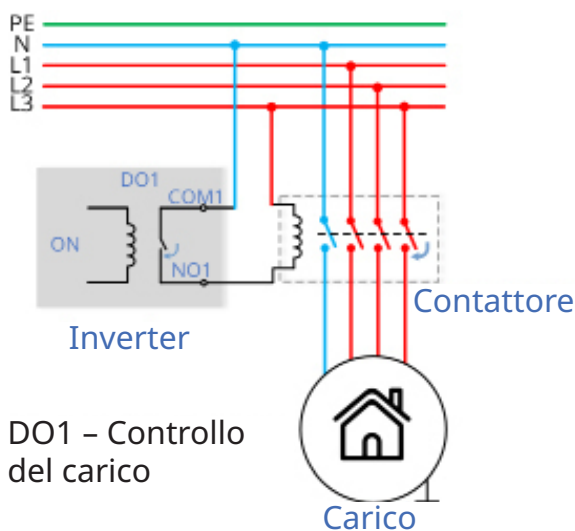 PE
N
L1
L2
L3
DO1
COM1
ON
NO1
Contattore
Inverter
DO1 – Controllo
del carico
Carico